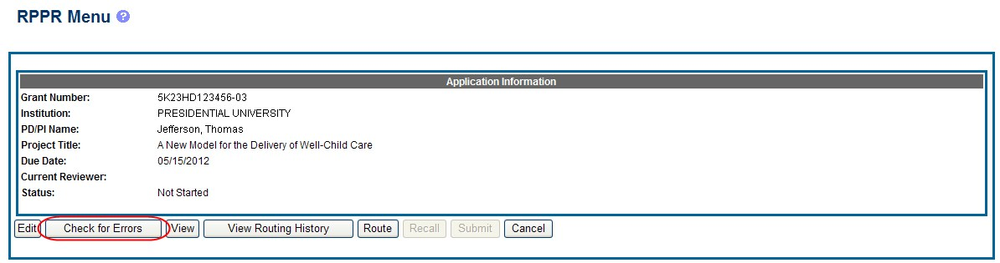 RPPR Menu ?
Application Information
Grant Number: 5K23HD123456-03
Institution: PRESIDENTIAL UNIVERSITY
PD/PI Name: Jefferson, Thomas
Project Title: A New Model for the Delivery of Well-Child Care
Due Date: 05/15/2012
Current Reviewer:
Status: Not Started
Edit Check for Errors View View Routing History Route Recall Submit Cancel